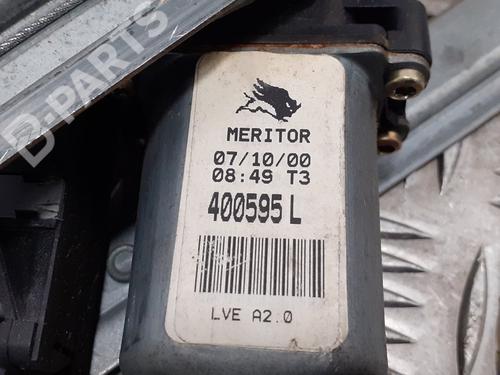 B-PARTS
MERITOR
07/10/00
08:49 T3
400595 L
LVE A2.0